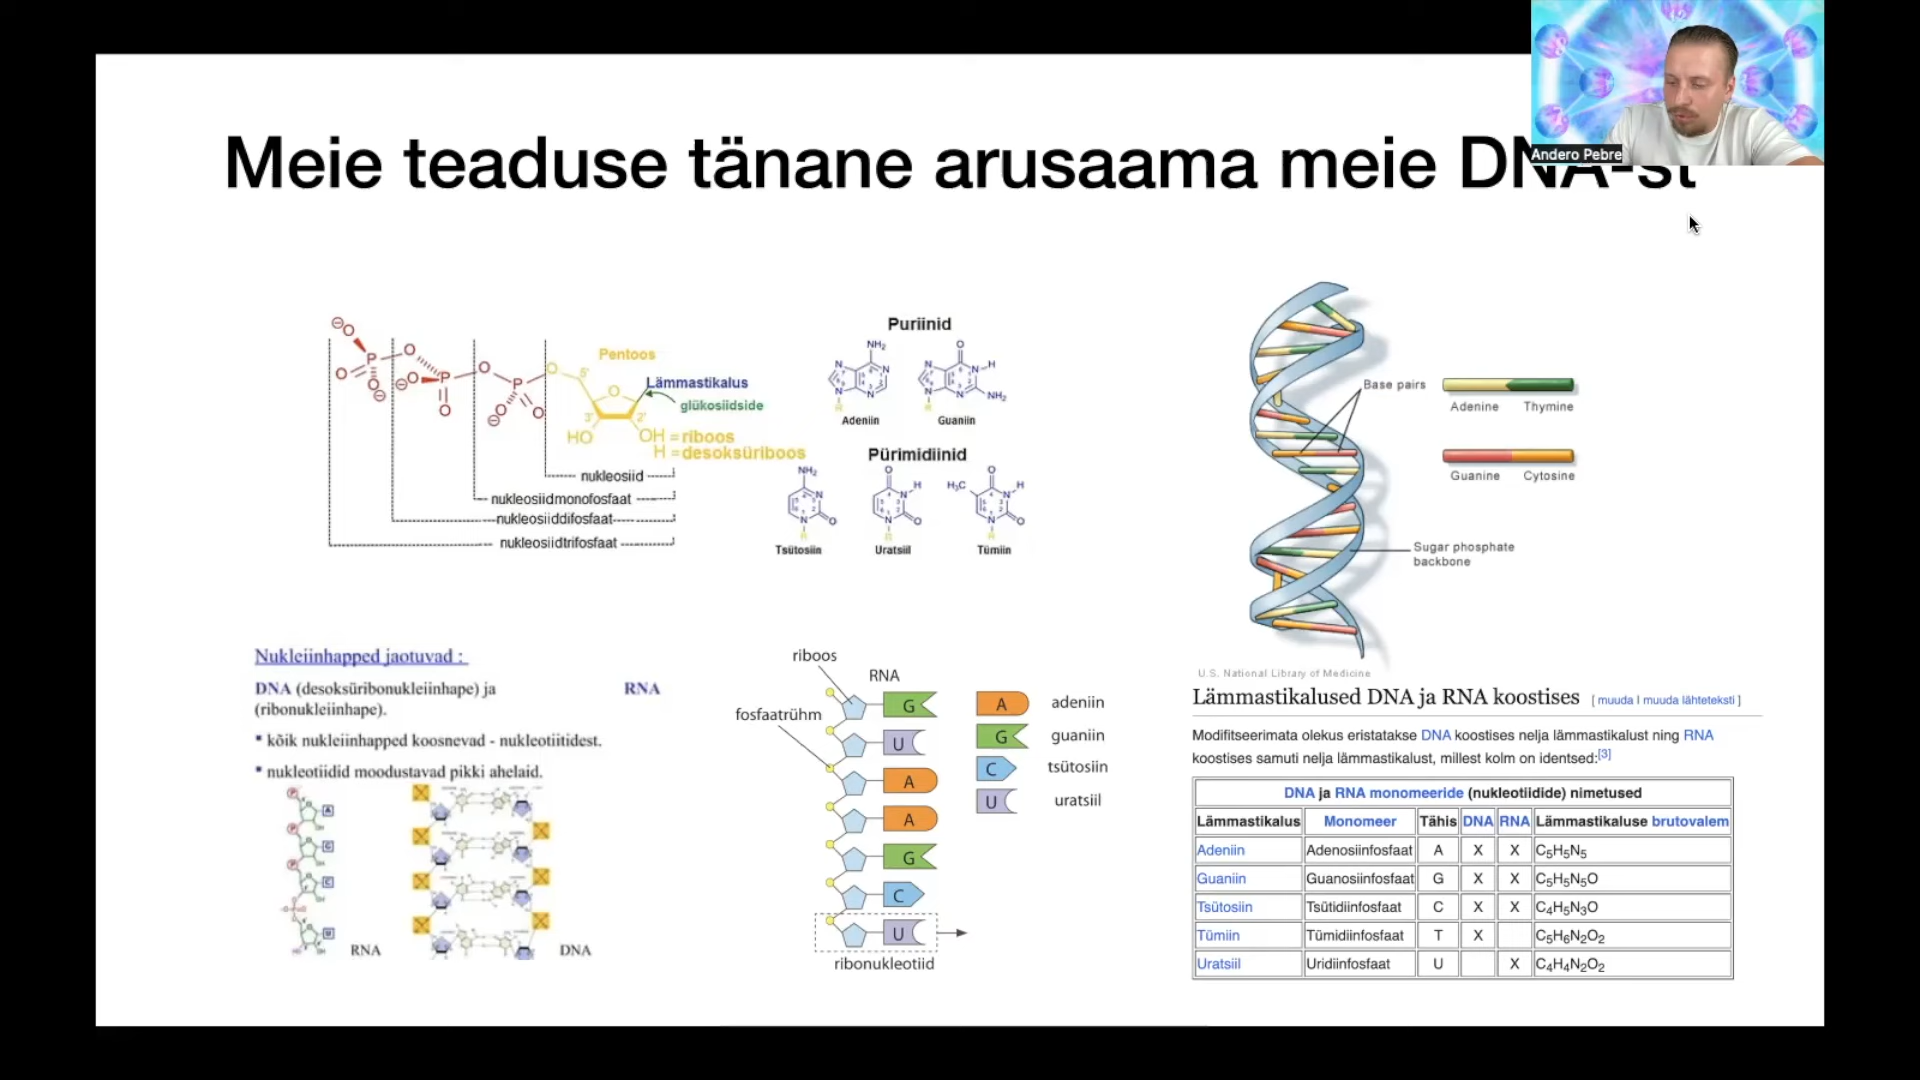 Andero Pebre
Meie teaduse tänane arusaama meie DNA-st
Pentoos
Lämmastikalus
glükosiidside
HO
OH = riboos
H = desoksüriboos
nukleosiid
nukleosiidmonofosfaat
nukleosiiddifosfaat
nukleosiidtrifosfaat
Puriinid
Adeniin
Guaniin
Pürimidiinid
Tsütosiin
Uratsiil
Tümiin
Base pairs
Adenine Thymine
Guanine Cytosine
Sugar phosphate
backbone
U.S. National Library of Medicine
Nukleiinhapped jaotuvad :
DNA (desoksüribonukleiinhape) ja RNA
(ribonukleiinhape).
* kõik nukleiinhapped koosnevad - nukleotiitidest.
* nukleotiidid moodustavad pikki ahelaid.
RNA
DNA
riboos
RNA
fosfaatrühm
G
U
A
A
G
C
U
ribonukleotiid
A adeniin
G guaniin
C tsütosiin
U uratsiil
Lämmastikalused DNA ja RNA koostises [ muuda | muuda lähteteksti ]
Modifitseerimata olekus eristatakse DNA koostises nelja lämmastikalust ning RNA
koostises samuti nelja lämmastikalust, millest kolm on identsed:[3]
DNA ja RNA monomeeride (nukleotiidide) nimetused
Lämmastikalus Monomeer Tähis DNA RNA Lämmastikaluse brutovalem
Adeniin Adenosiinfosfaat A X X C₅H₅N₅
Guaniin Guanosiinfosfaat G X X C₅H₅N₅O
Tsütosiin Tsütidiinfosfaat C X X C₄H₅N₃O
Tümiin Tümidiinfosfaat T X C₅H₆N₂O₂
Uratsiil Uridiinfosfaat U X C₄H₄N₂O₂